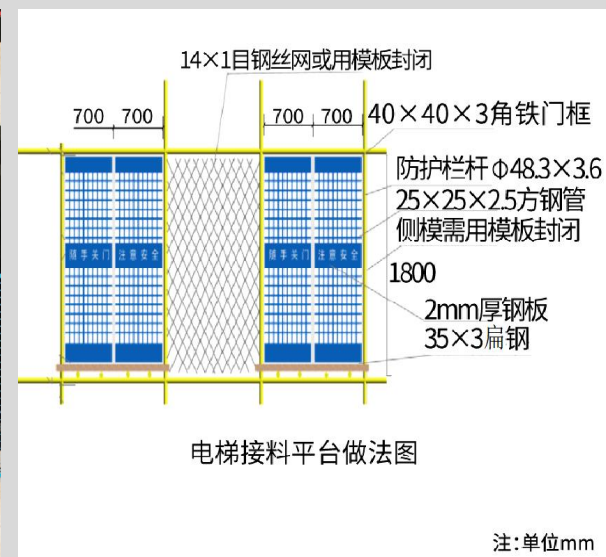 14×1目钢丝网或用模板封闭
700 700 700 700
40×40×3角铁门框
防护栏杆Φ48.3×3.6
25×25×2.5方钢管
侧模需用模板封闭
1800
随手关门 注意安全 随手关门 注意安全
2mm厚钢板
35×3扁钢
电梯接料平台做法图
注:单位mm